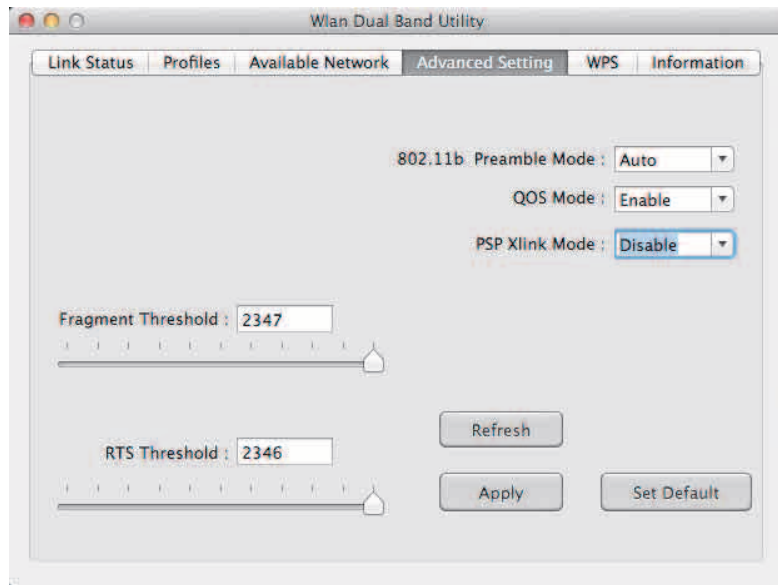 Wlan Dual Band Utility
Link Status Profiles Available Network Advanced Setting WPS Information
802.11b Preamble Mode : Auto
QOS Mode : Enable
PSP Xlink Mode : Disable
Fragment Threshold : 2347
Refresh
RTS Threshold : 2346
Apply Set Default